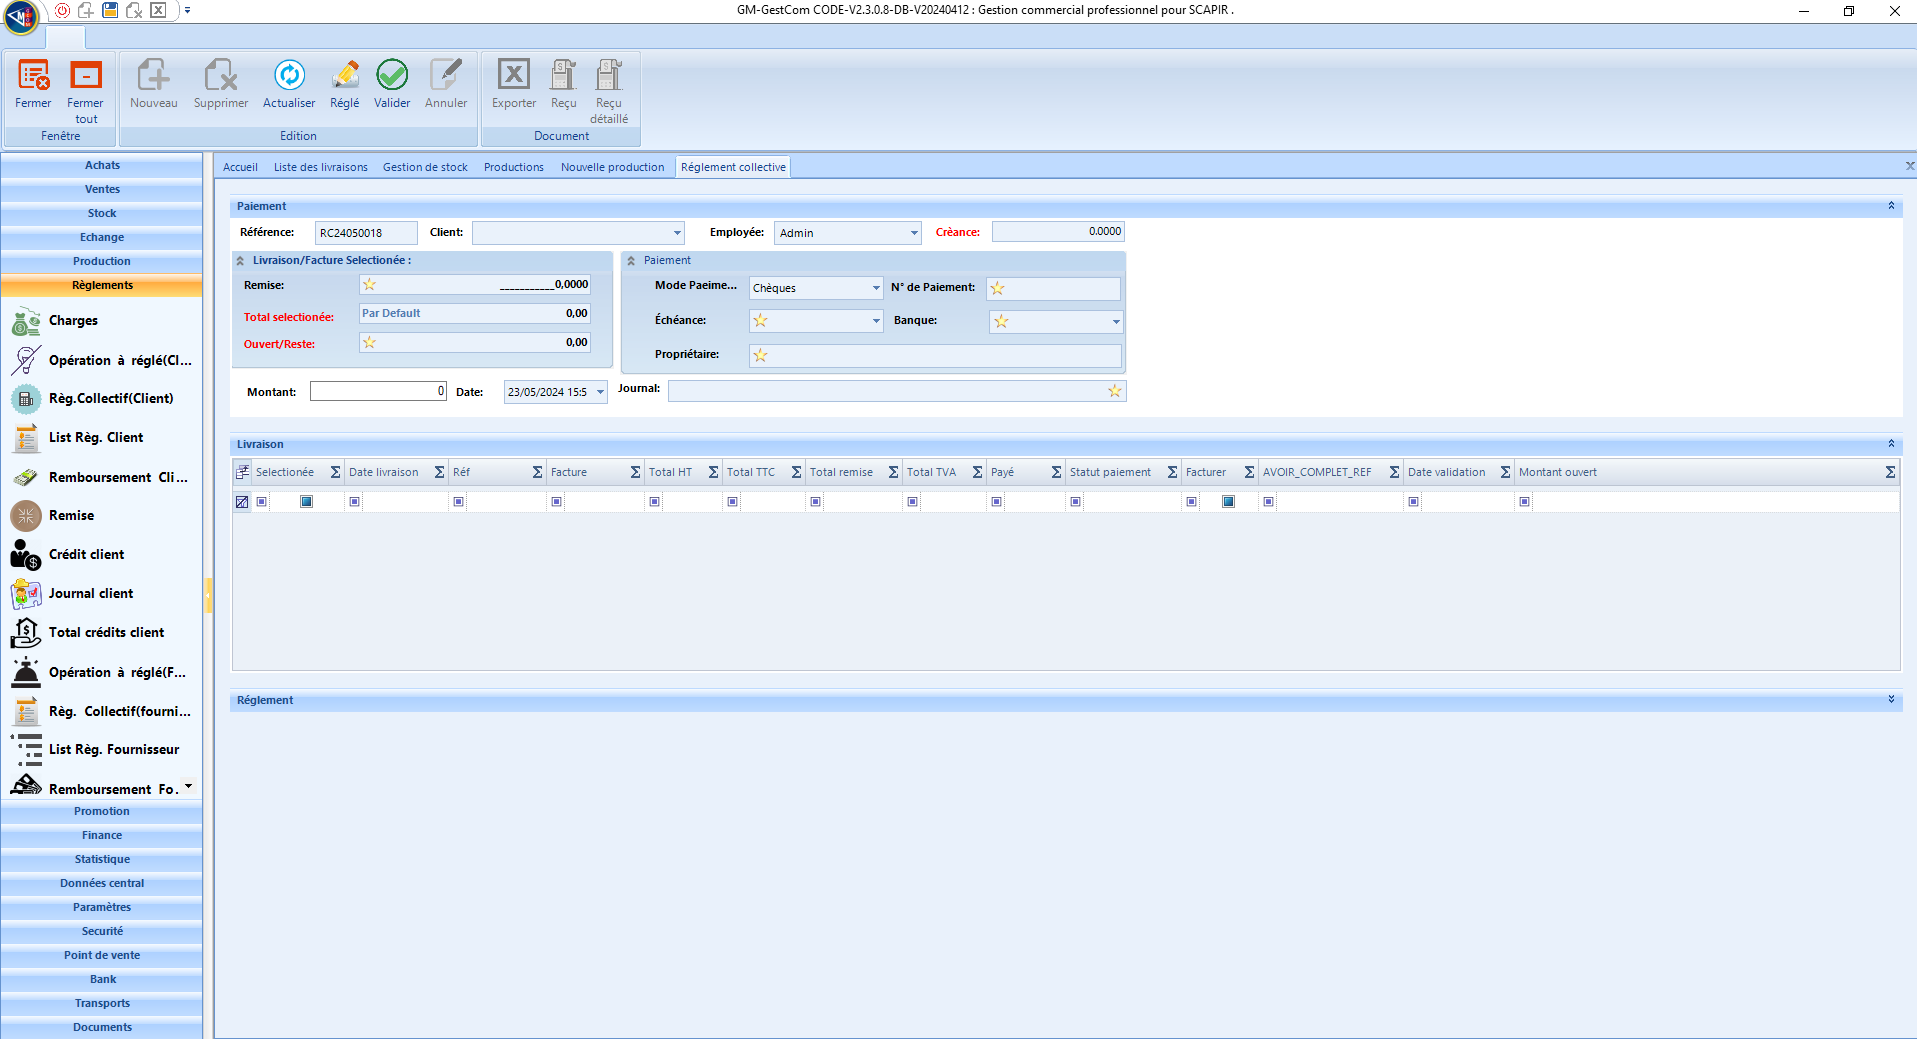 GM-GestCom CODE-V2.3.0.8-DB-V20240412 : Gestion commercial professionnel pour SCAPIR .
Fermer
Fermer tout
Nouveau
Supprimer
Actualiser
Réglé
Valider
Annuler
Exporter
Reçu
Reçu détaillé
Fenêtre
Edition
Document
Achats
Ventes
Stock
Echange
Production
Règlements
Charges
Opération à réglé(Cl...
Règ.Collectif(Client)
List Règ. Client
Remboursement Cli...
Remise
Crédit client
Journal client
Total crédits client
Opération à réglé(F...
Règ. Collectif(fourni...
List Règ. Fournisseur
Remboursement Fo.
Promotion
Finance
Statistique
Données central
Paramètres
Securité
Point de vente
Bank
Transports
Documents
Accueil Liste des livraisons Gestion de stock Productions Nouvelle production Réglement collective
Paiement
Référence: RC24050018 Client: Employée: Admin Crèance: 0.0000
Livraison/Facture Selectionée :
Remise: ___________0,0000
Total selectionée: Par Default 0,00
Ouvert/Reste: 0,00
Paiement
Mode Paeime... Chèques N° de Paiement:
Échéance: Banque:
Propriétaire:
Montant: 0 Date: 23/05/2024 15:5 Journal:
Livraison
Selectionée Date livraison Réf Facture Total HT Total TTC Total remise Total TVA Payé Statut paiement Facturer AVOIR_COMPLET_REF Date validation Montant ouvert
Réglement